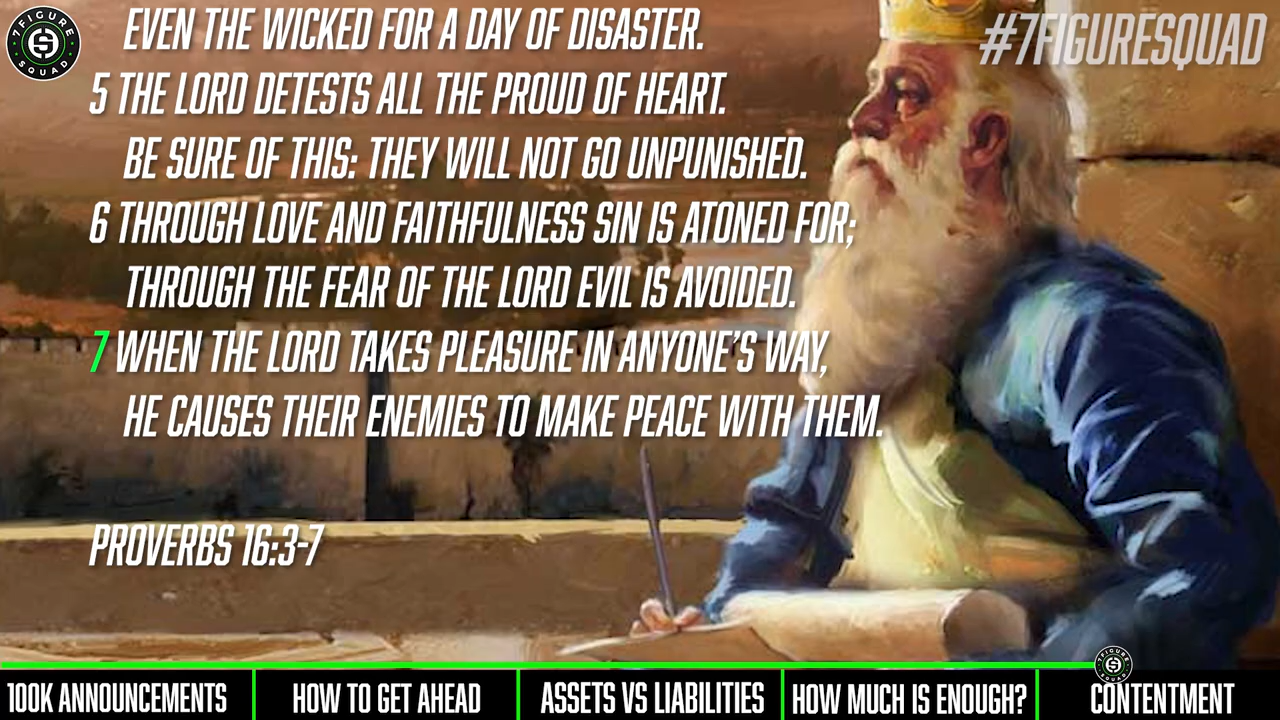 7FIGURE
SQUAD
#7FIGURESQUAD
EVEN THE WICKED FOR A DAY OF DISASTER.
5 THE LORD DETESTS ALL THE PROUD OF HEART.
BE SURE OF THIS: THEY WILL NOT GO UNPUNISHED.
6 THROUGH LOVE AND FAITHFULNESS SIN IS ATONED FOR;
THROUGH THE FEAR OF THE LORD EVIL IS AVOIDED.
7 WHEN THE LORD TAKES PLEASURE IN ANYONE'S WAY,
HE CAUSES THEIR ENEMIES TO MAKE PEACE WITH THEM.
PROVERBS 16:3-7
7FIGURE
SQUAD
100K ANNOUNCEMENTS
HOW TO GET AHEAD
ASSETS VS LIABILITIES
HOW MUCH IS ENOUGH?
CONTENTMENT